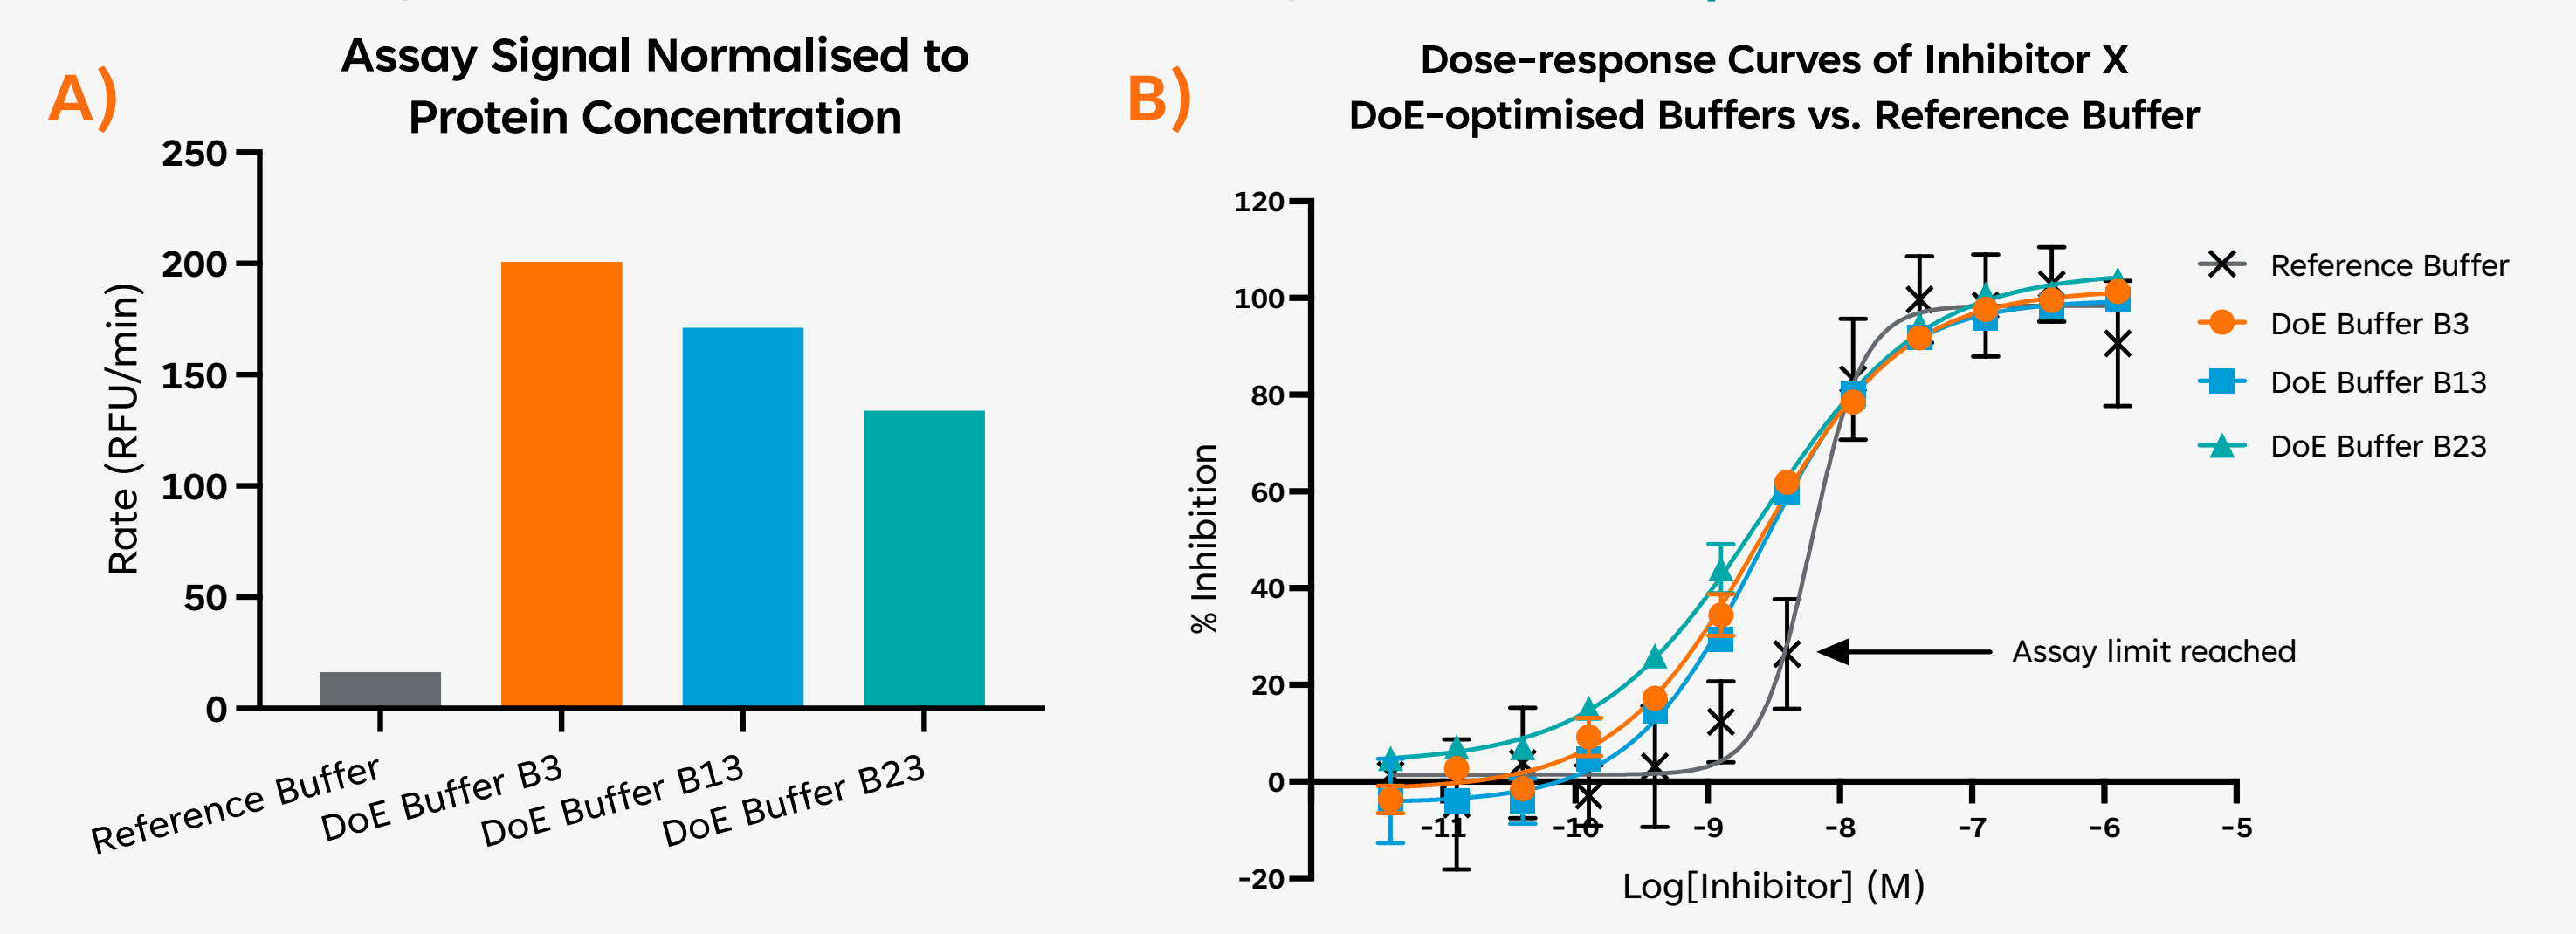 A)
Assay Signal Normalised to
Protein Concentration
250
200
150
100
50
0
Rate (RFU/min)
Reference Buffer
DoE Buffer B3
DoE Buffer B13
DoE Buffer B23
B)
Dose-response Curves of Inhibitor X
DoE-optimised Buffers vs. Reference Buffer
120
100
80
60
40
20
0
-20
% Inhibition
-11
-10
-9
-8
-7
-6
-5
Log[Inhibitor] (M)
Reference Buffer
DoE Buffer B3
DoE Buffer B13
DoE Buffer B23
Assay limit reached